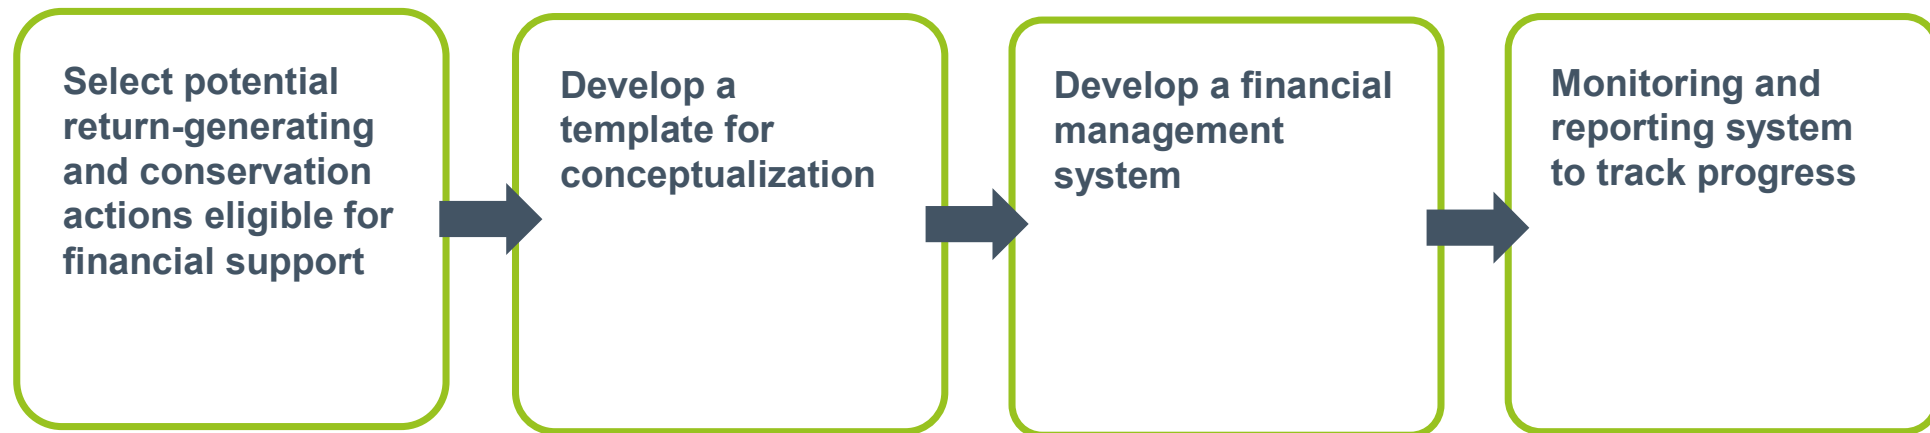 Select potential
return-generating
and conservation
actions eligible for
financial support
Develop a
template for
conceptualization
Develop a financial
management
system
Monitoring and
reporting system
to track progress